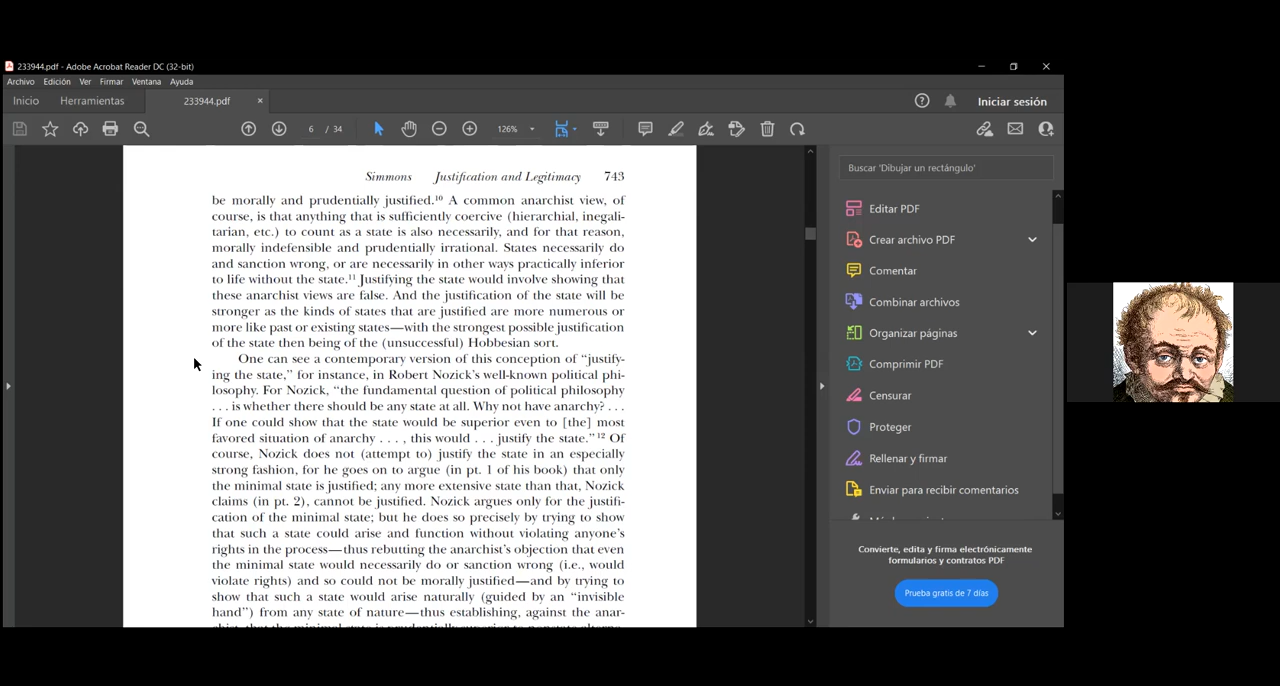 233944.pdf - Adobe Acrobat Reader DC (32-bit)
Archivo Edición Ver Firmar Ventana Ayuda
Inicio Herramientas 233944.pdf × Iniciar sesión
6 / 34 126%
Simmons Justification and Legitimacy 743
be morally and prudentially justified.¹⁰ A common anarchist view, of
course, is that anything that is sufficiently coercive (hierarchial, inegali-
tarian, etc.) to count as a state is also necessarily, and for that reason,
morally indefensible and prudentially irrational. States necessarily do
and sanction wrong, or are necessarily in other ways practically inferior
to life without the state.¹¹ Justifying the state would involve showing that
these anarchist views are false. And the justification of the state will be
stronger as the kinds of states that are justified are more numerous or
more like past or existing states—with the strongest possible justification
of the state then being of the (unsuccessful) Hobbesian sort.
One can see a contemporary version of this conception of “justify-
ing the state,” for instance, in Robert Nozick’s well-known political phi-
losophy. For Nozick, “the fundamental question of political philosophy
. . . is whether there should be any state at all. Why not have anarchy? . . .
If one could show that the state would be superior even to [the] most
favored situation of anarchy . . . , this would . . . justify the state.” ¹² Of
course, Nozick does not (attempt to) justify the state in an especially
strong fashion, for he goes on to argue (in pt. 1 of his book) that only
the minimal state is justified; any more extensive state than that, Nozick
claims (in pt. 2), cannot be justified. Nozick argues only for the justifi-
cation of the minimal state; but he does so precisely by trying to show
that such a state could arise and function without violating anyone’s
rights in the process—thus rebutting the anarchist’s objection that even
the minimal state would necessarily do or sanction wrong (i.e., would
violate rights) and so could not be morally justified—and by trying to
show that such a state would arise naturally (guided by an “invisible
hand”) from any state of nature—thus establishing, against the anar-
Buscar 'Dibujar un rectángulo'
Editar PDF
Crear archivo PDF
Comentar
Combinar archivos
Organizar páginas
Comprimir PDF
Censurar
Proteger
Rellenar y firmar
Enviar para recibir comentarios
Convierte, edita y firma electrónicamente
formularios y contratos PDF
Prueba gratis de 7 días